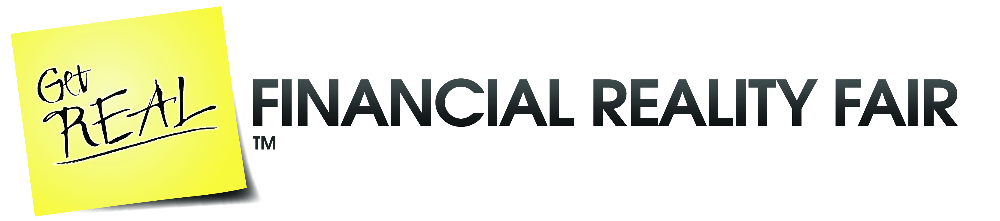 Get
REAL
FINANCIAL REALITY FAIR
TM